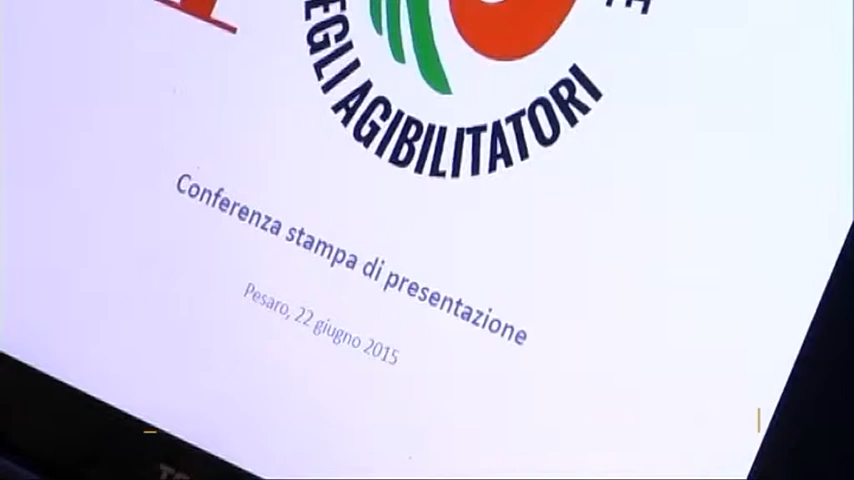 EGLI AGIBILITATORI
Conferenza stampa di presentazione
Pesaro, 22 giugno 2015